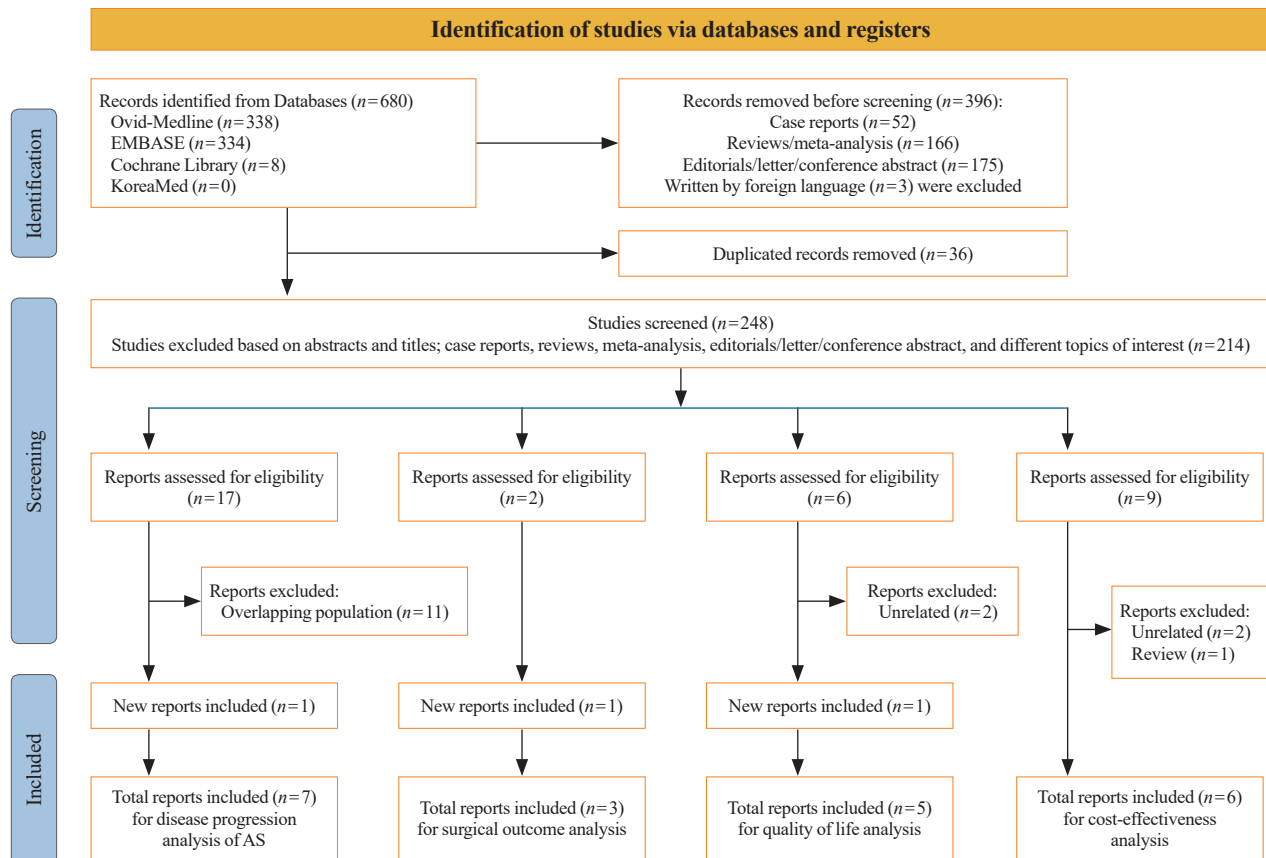 Identification of studies via databases and registers
Identification
Records identified from Databases (n=680)
Ovid-Medline (n=338)
EMBASE (n=334)
Cochrane Library (n=8)
KoreaMed (n=0)
Records removed before screening (n=396):
Case reports (n=52)
Reviews/meta-analysis (n=166)
Editorials/letter/conference abstract (n=175)
Written by foreign language (n=3) were excluded
Duplicated records removed (n=36)
Screening
Studies screened (n=248)
Studies excluded based on abstracts and titles; case reports, reviews, meta-analysis, editorials/letter/conference abstract, and different topics of interest (n=214)
Reports assessed for eligibility
(n=17)
Reports assessed for eligibility
(n=2)
Reports assessed for eligibility
(n=6)
Reports assessed for eligibility
(n=9)
Reports excluded:
Overlapping population (n=11)
Reports excluded:
Unrelated (n=2)
Reports excluded:
Unrelated (n=2)
Review (n=1)
Included
New reports included (n=1)
New reports included (n=1)
New reports included (n=1)
Total reports included (n=7)
for disease progression
analysis of AS
Total reports included (n=3)
for surgical outcome analysis
Total reports included (n=5)
for quality of life analysis
Total reports included (n=6)
for cost-effectiveness
analysis